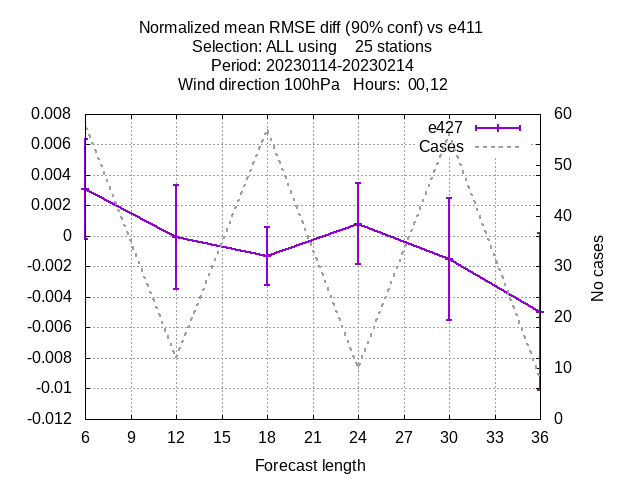 Normalized mean RMSE diff (90% conf) vs e411
Selection: ALL using    25 stations
Period: 20230114-20230214
Wind direction 100hPa   Hours:  00,12
e427
Cases
0.008
0.006
0.004
0.002
0
-0.002
-0.004
-0.006
-0.008
-0.01
-0.012
60
50
40
30
20
10
0
No cases
6 9 12 15 18 21 24 27 30 33 36
Forecast length